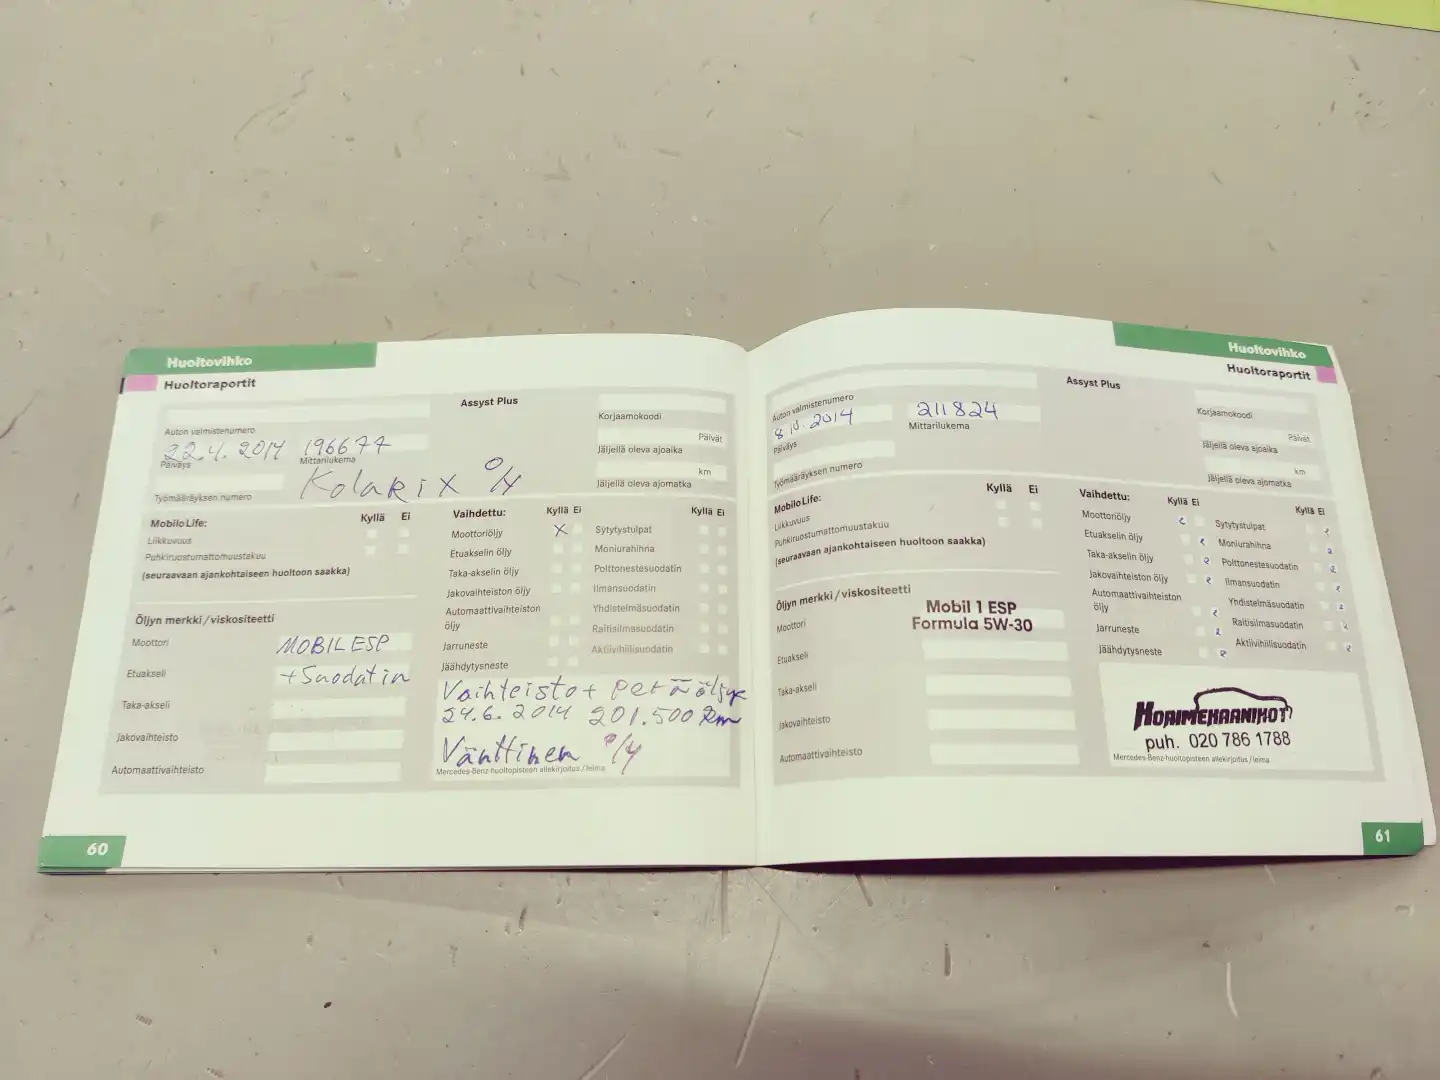 Huoltovihko
Huoltoraportit
Assyst Plus
Korjaamokoodi
Auton valmistenumero
22.4. 2014 196677
Päivät
Päiväys
Mittarilukema
Jäljellä oleva ajoaika
km
Kolarix O/Y
Työmääräyksen numero
Jäljellä oleva ajomatka
MobiloLife:
Kyllä Ei
Liikkuvuus
Puhkiruostumattomuustakuu
(seuraavaan ajankohtaiseen huoltoon saakka)
Öljyn merkki/viskositeetti
Moottori
MOBIL ESP
Etuakseli
+ Suodatin
Taka-akseli
Jakovaihteisto
Automaattivaihteisto
Vaihdettu:
Kyllä Ei
Kyllä Ei
Moottoriöljy
X
Sytytystulpat
Etuakselin öljy
Moniurahihna
Taka-akselin öljy
Polttonestesuodatin
Jakovaihteiston öljy
Ilmansuodatin
Automaattivaihteiston
öljy
Yhdistelmäsuodatin
Jarruneste
Raitisilmasuodatin
Jäähdytysneste
Aktiivihiilisuodatin
Vaihteisto + perä öljyt
24.6. 2014 201.500 km
Vänttinen O/Y
Mercedes-Benz-huoltopisteen allekirjoitus/leima
60
Huoltovihko
Huoltoraportit
Assyst Plus
Korjaamokoodi
Auton valmistenumero
8 10. 2014
211824
Päivät
Päiväys
Mittarilukema
Jäljellä oleva ajoaika
km
Työmääräyksen numero
Jäljellä oleva ajomatka
MobiloLife:
Kyllä Ei
Liikkuvuus
Puhkiruostumattomuustakuu
(seuraavaan ajankohtaiseen huoltoon saakka)
Öljyn merkki/viskositeetti
Moottori
Mobil 1 ESP
Formula 5W-30
Etuakseli
Taka-akseli
Jakovaihteisto
Automaattivaihteisto
Vaihdettu:
Kyllä Ei
Kyllä Ei
Moottoriöljy
Sytytystulpat
Etuakselin öljy
Moniurahihna
Taka-akselin öljy
Polttonestesuodatin
Jakovaihteiston öljy
Ilmansuodatin
Automaattivaihteiston
öljy
Yhdistelmäsuodatin
Jarruneste
Raitisilmasuodatin
Jäähdytysneste
Aktiivihiilisuodatin
puh. 020 786 1788
Mercedes-Benz-huoltopisteen allekirjoitus/leima
61